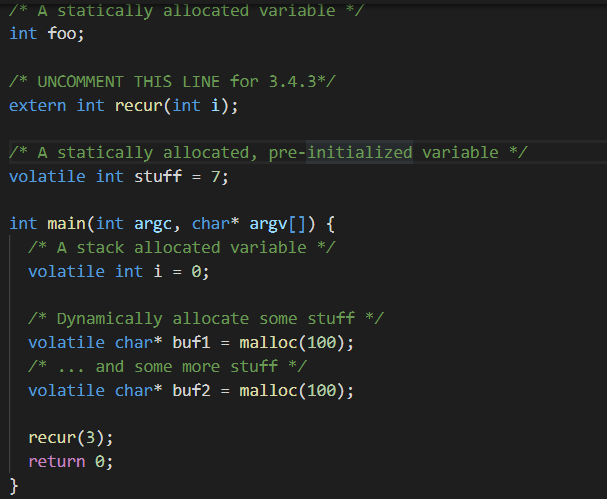 /* A statically allocated variable */
int foo;
/* UNCOMMENT THIS LINE for 3.4.3*/
extern int recur(int i);
/* A statically allocated, pre-initialized variable */
volatile int stuff = 7;
int main(int argc, char* argv[]) {
/* A stack allocated variable */
volatile int i = 0;
/* Dynamically allocate some stuff */
volatile char* buf1 = malloc(100);
/* ... and some more stuff */
volatile char* buf2 = malloc(100);
recur(3);
return 0;
}